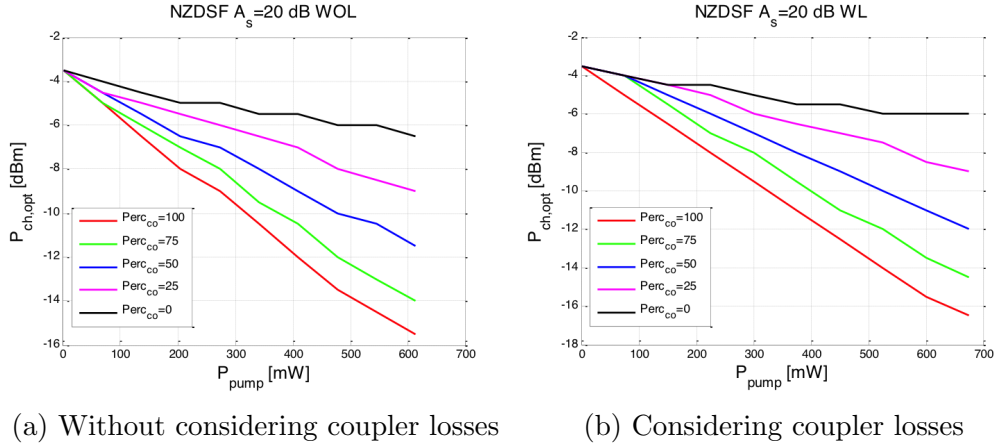 NZDSF A_s=20 dB WOL
-2
-4
-6
-8
-10
-12
-14
-16
P_ch,opt [dBm]
Perc_co=100
Perc_co=75
Perc_co=50
Perc_co=25
Perc_co=0
0 100 200 300 400 500 600 700
P_pump [mW]
(a) Without considering coupler losses
NZDSF A_s=20 dB WL
-2
-4
-6
-8
-10
-12
-14
-16
-18
P_ch,opt [dBm]
Perc_co=100
Perc_co=75
Perc_co=50
Perc_co=25
Perc_co=0
0 100 200 300 400 500 600 700
P_pump [mW]
(b) Considering coupler losses